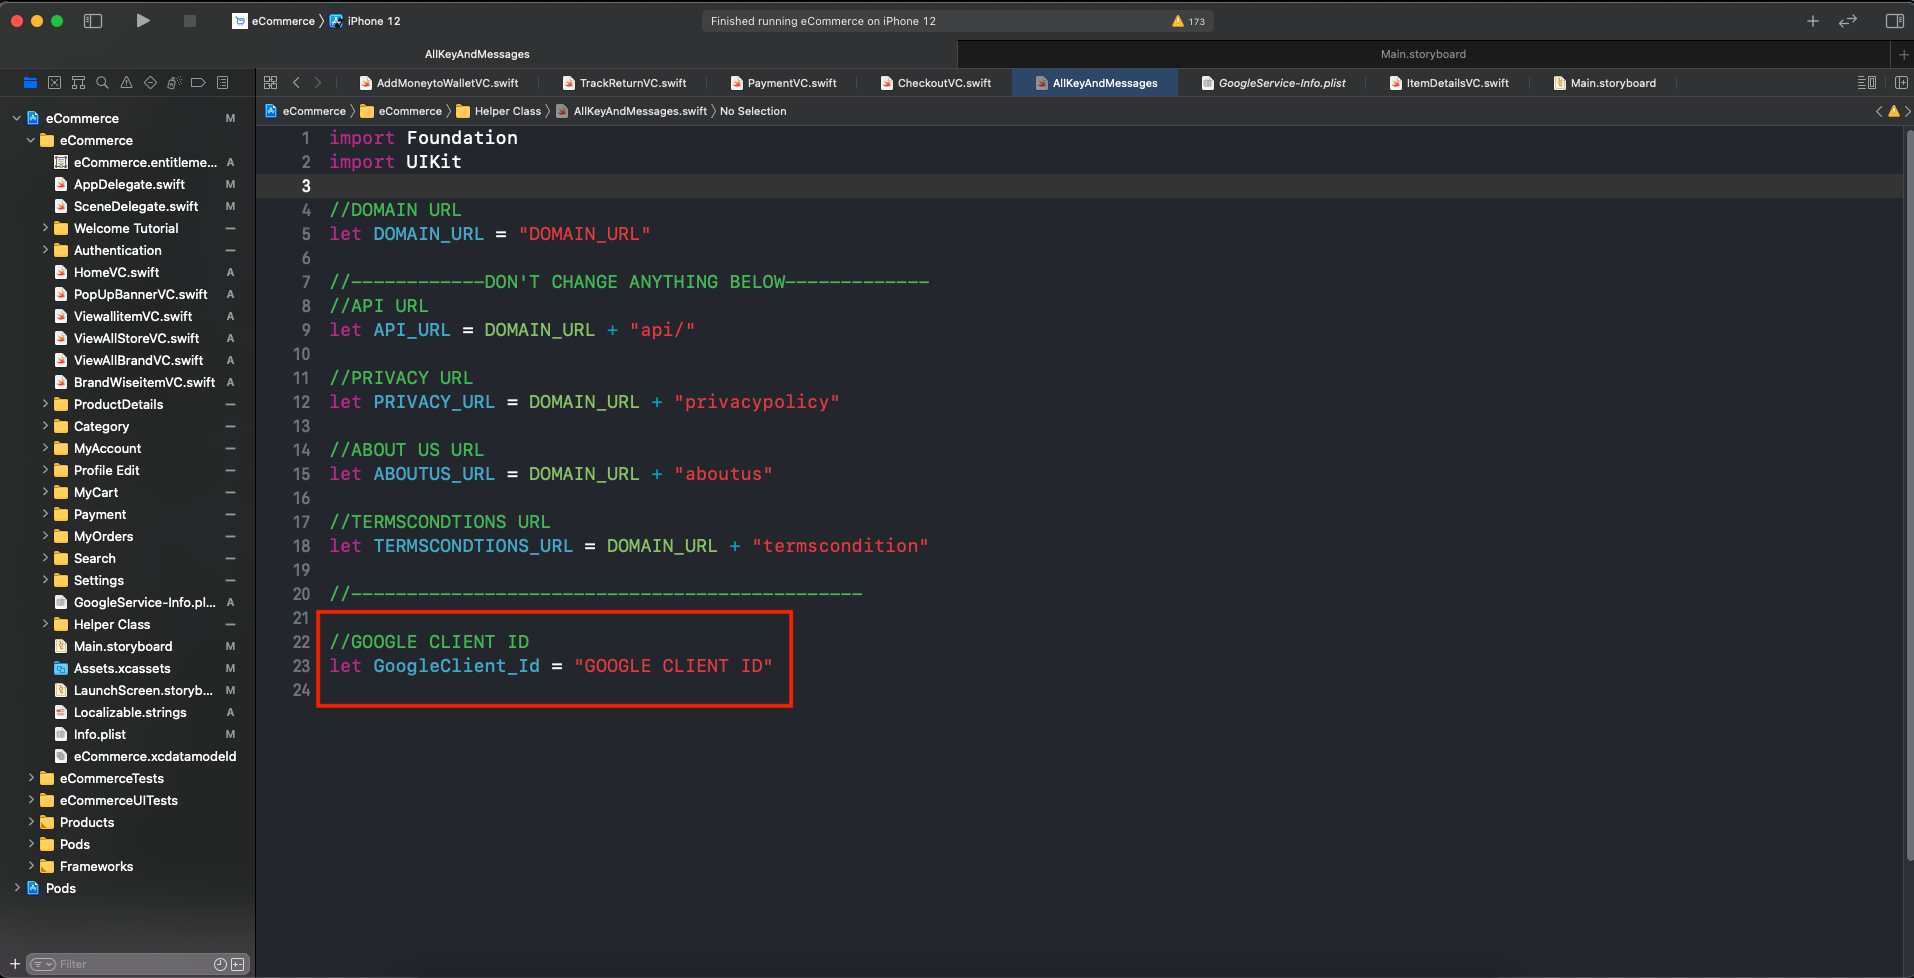 eCommerce iPhone 12
Finished running eCommerce on iPhone 12
173
AllKeyAndMessages
Main.storyboard
AddMoneytoWalletVC.swift
TrackReturnVC.swift
PaymentVC.swift
CheckoutVC.swift
AllKeyAndMessages
GoogleService-Info.plist
ItemDetailsVC.swift
Main.storyboard
eCommerce eCommerce Helper Class AllKeyAndMessages.swift No Selection
eCommerce M
eCommerce
eCommerce.entitleme... A
AppDelegate.swift M
SceneDelegate.swift M
Welcome Tutorial
Authentication
HomeVC.swift A
PopUpBannerVC.swift A
ViewallitemVC.swift A
ViewAllStoreVC.swift A
ViewAllBrandVC.swift A
BrandWiseitemVC.swift A
ProductDetails
Category
MyAccount
Profile Edit
MyCart
Payment
MyOrders
Search
Settings
GoogleService-Info.pl... A
Helper Class
Main.storyboard M
Assets.xcassets M
LaunchScreen.storyb... M
Localizable.strings A
Info.plist M
eCommerce.xcdatamodeld
eCommerceTests
eCommerceUITests
Products
Pods
Frameworks
Pods
Filter
1 import Foundation
2 import UIKit
3
4 //DOMAIN URL
5 let DOMAIN_URL = "DOMAIN_URL"
6
7 //------------DON'T CHANGE ANYTHING BELOW-------------
8 //API URL
9 let API_URL = DOMAIN_URL + "api/"
10
11 //PRIVACY URL
12 let PRIVACY_URL = DOMAIN_URL + "privacypolicy"
13
14 //ABOUT US URL
15 let ABOUTUS_URL = DOMAIN_URL + "aboutus"
16
17 //TERMSCONDTIONS URL
18 let TERMSCONDTIONS_URL = DOMAIN_URL + "termscondition"
19
20 //----------------------------------------------
21
22 //GOOGLE CLIENT ID
23 let GoogleClient_Id = "GOOGLE CLIENT ID"
24